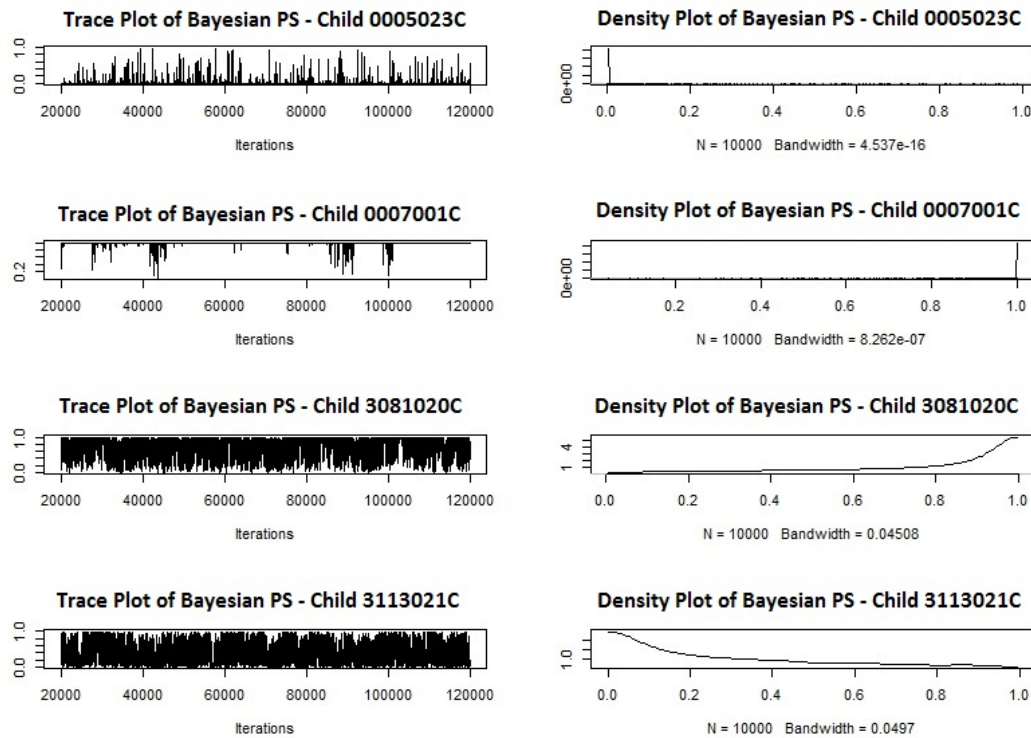 Trace Plot of Bayesian PS - Child 0005023C
0.0 1.0
20000 40000 60000 80000 100000 120000
Iterations
Density Plot of Bayesian PS - Child 0005023C
0e+00
0.0 0.2 0.4 0.6 0.8 1.0
N = 10000 Bandwidth = 4.537e-16
Trace Plot of Bayesian PS - Child 0007001C
0.2
20000 40000 60000 80000 100000 120000
Iterations
Density Plot of Bayesian PS - Child 0007001C
0e+00
0.2 0.4 0.6 0.8 1.0
N = 10000 Bandwidth = 8.262e-07
Trace Plot of Bayesian PS - Child 3081020C
0.0 1.0
20000 40000 60000 80000 100000 120000
Iterations
Density Plot of Bayesian PS - Child 3081020C
1 4
0.0 0.2 0.4 0.6 0.8 1.0
N = 10000 Bandwidth = 0.04508
Trace Plot of Bayesian PS - Child 3113021C
0.0 1.0
20000 40000 60000 80000 100000 120000
Iterations
Density Plot of Bayesian PS - Child 3113021C
1.0
0.0 0.2 0.4 0.6 0.8 1.0
N = 10000 Bandwidth = 0.0497